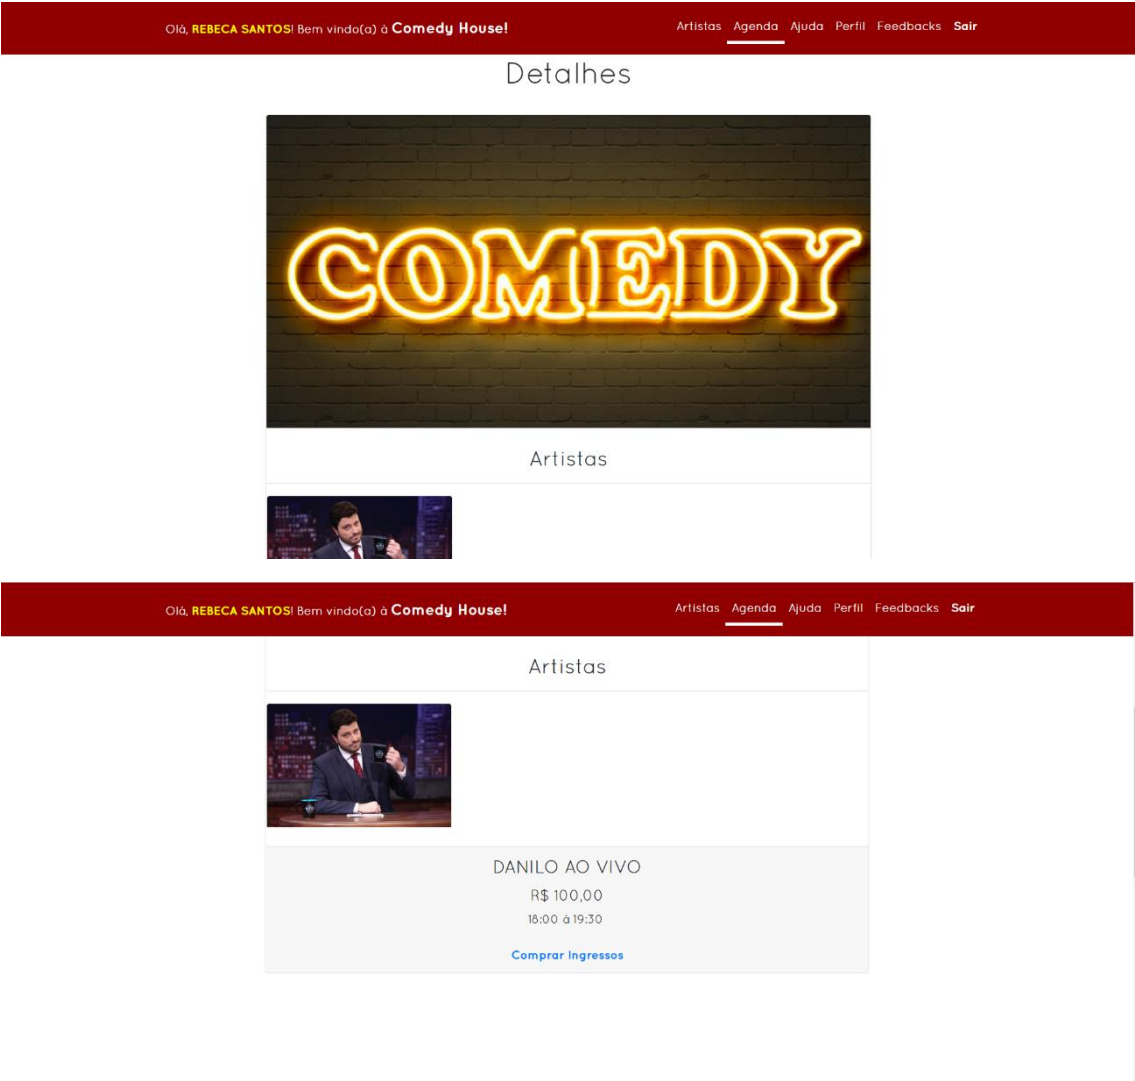 Olá, REBECA SANTOS! Bem vindo(a) à Comedy House!
Artistas Agenda Ajuda Perfil Feedbacks Sair
Detalhes
COMEDY
Artistas
Olá, REBECA SANTOS! Bem vindo(a) à Comedy House!
Artistas Agenda Ajuda Perfil Feedbacks Sair
Artistas
DANILO AO VIVO
R$ 100,00
18:00 à 19:30
Comprar Ingressos